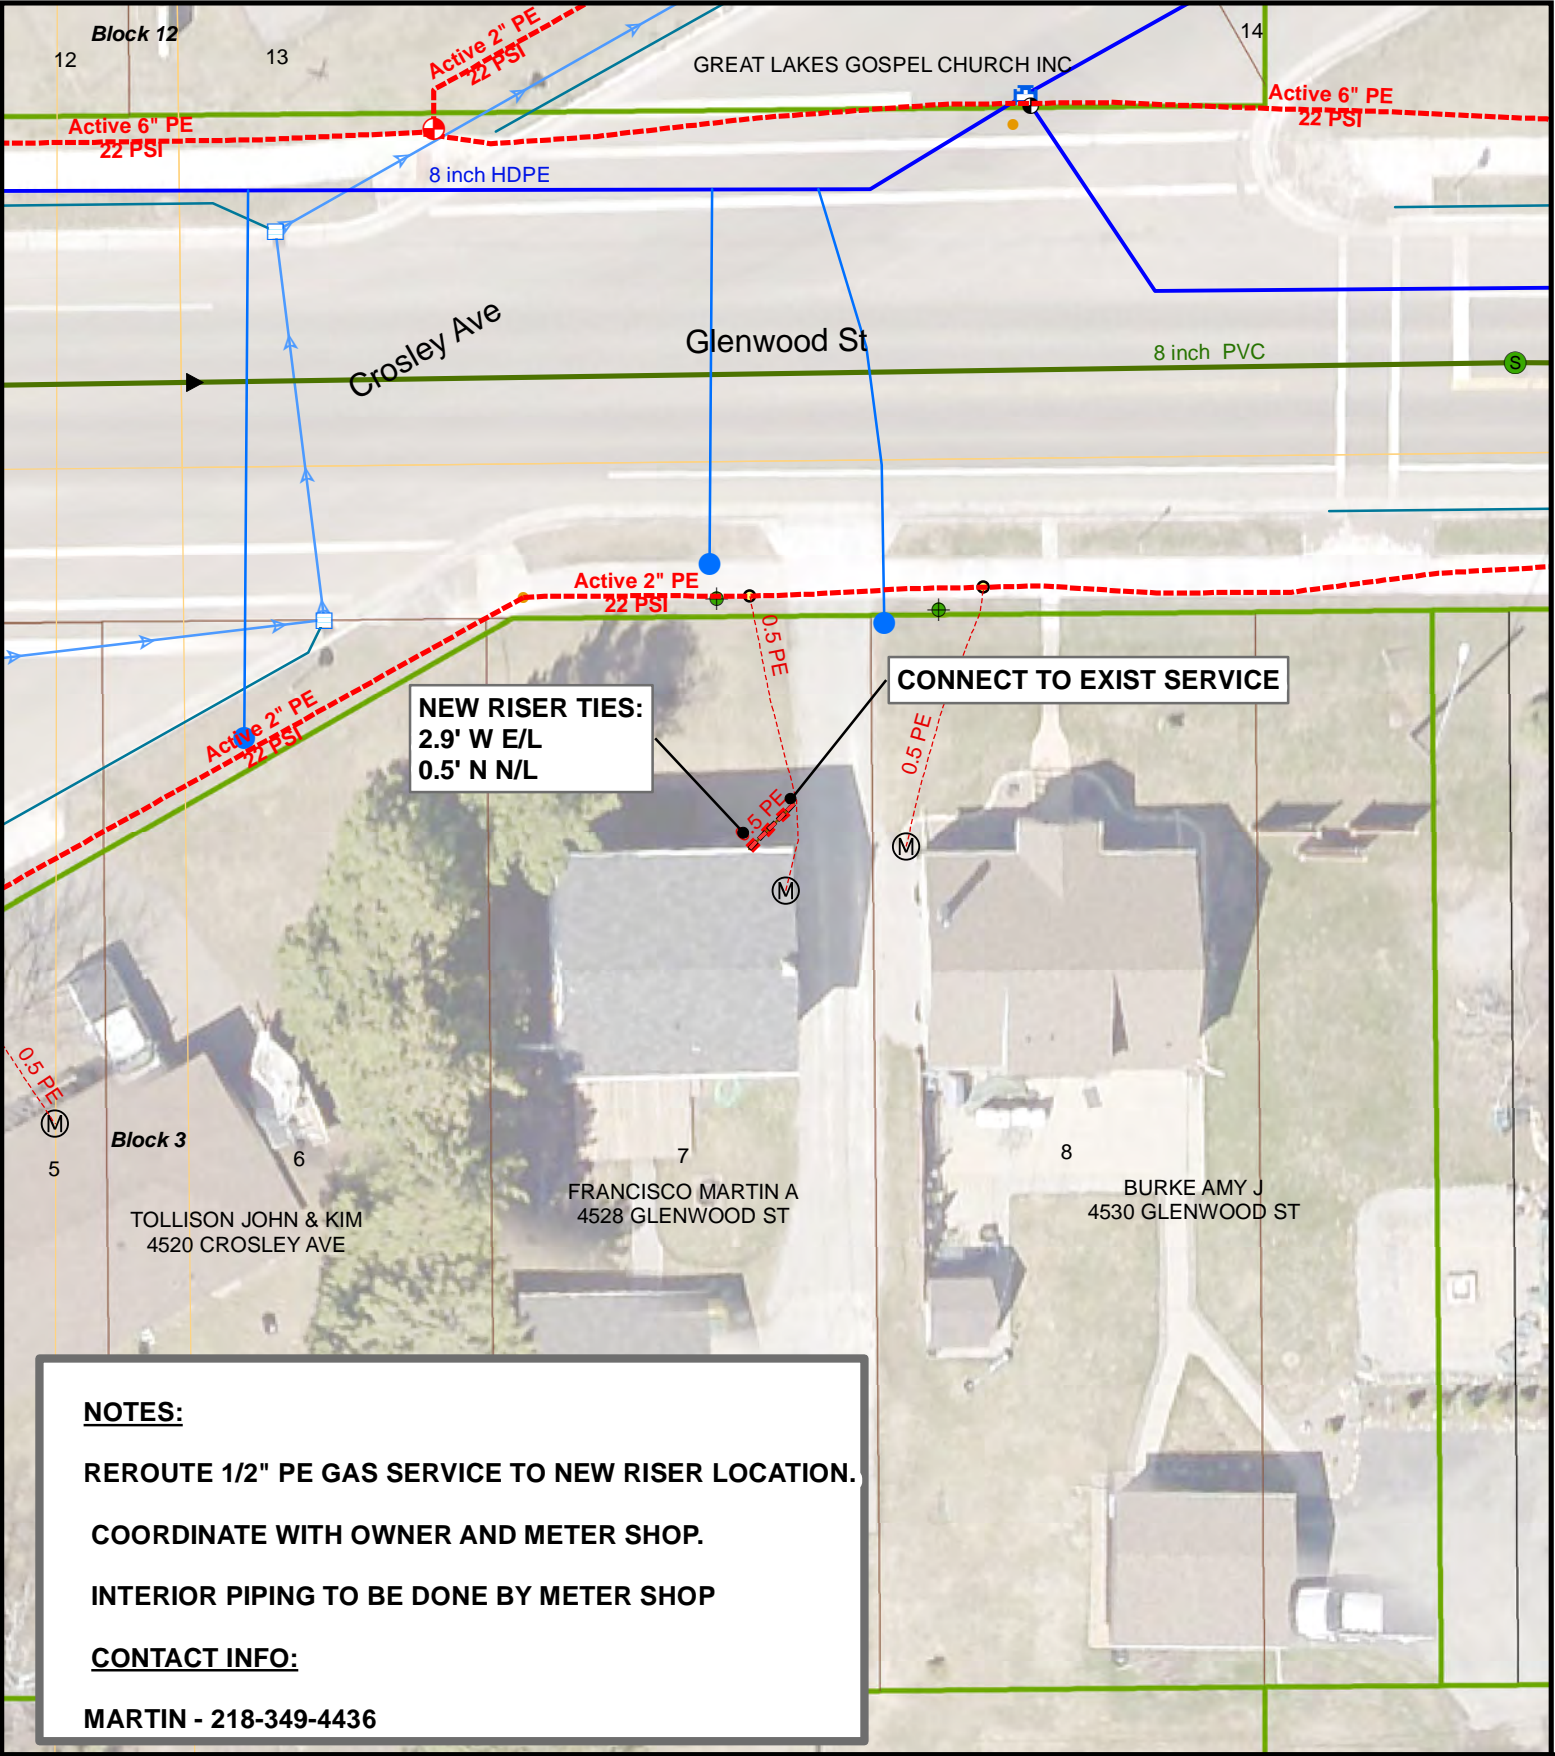 Block 12
12
13
Active 2" PE
22 PSI
GREAT LAKES GOSPEL CHURCH INC
14
Active 6" PE
22 PSI
Active 6" PE
22 PSI
8 inch HDPE
Crosley Ave
Glenwood St
8 inch PVC
S
Active 2" PE
22 PSI
0.5 PE
CONNECT TO EXIST SERVICE
NEW RISER TIES:
2.9' W E/L
0.5' N N/L
Active 2" PE
22 PSI
0.5 PE
.5 PE
M
M
0.5 PE
M
5
Block 3
6
7
8
TOLLISON JOHN & KIM
4520 CROSLEY AVE
FRANCISCO MARTIN A
4528 GLENWOOD ST
BURKE AMY J
4530 GLENWOOD ST
NOTES:
REROUTE 1/2" PE GAS SERVICE TO NEW RISER LOCATION.
COORDINATE WITH OWNER AND METER SHOP.
INTERIOR PIPING TO BE DONE BY METER SHOP
CONTACT INFO:
MARTIN - 218-349-4436